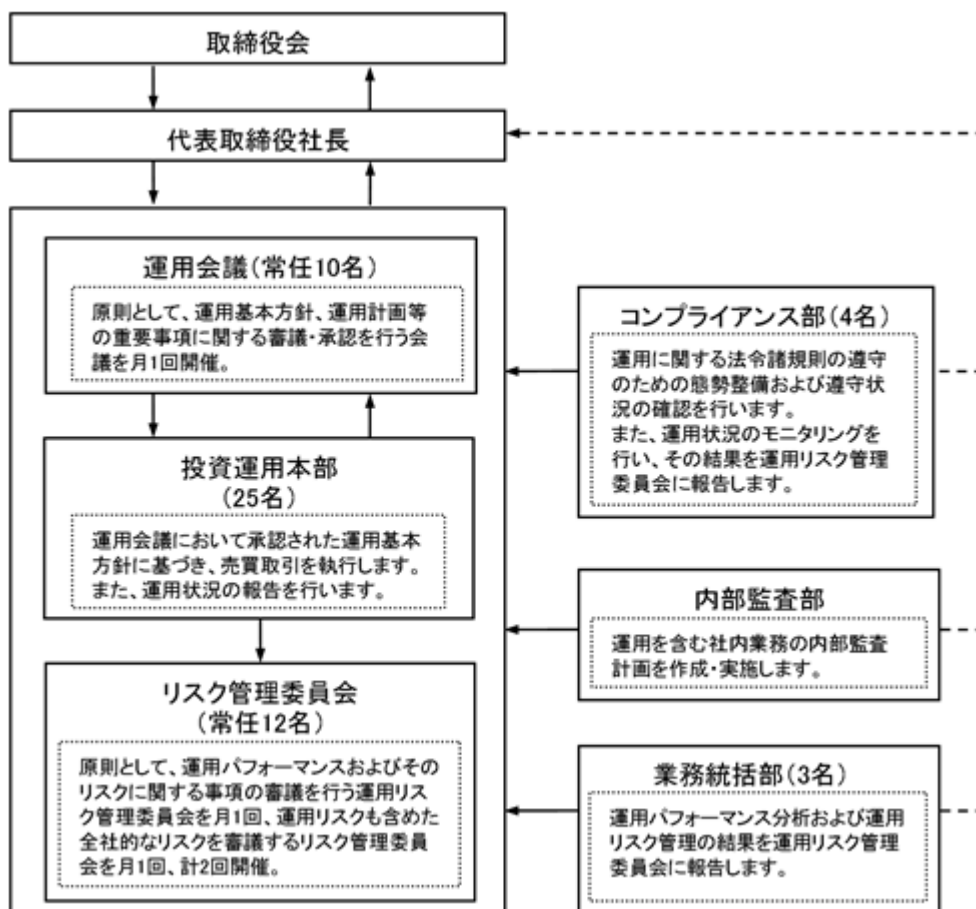 取締役会
代表取締役社長
運用会議(常任10名)
原則として、運用基本方針、運用計画等
の重要事項に関する審議・承認を行う会
議を月1回開催。
投資運用本部
(25名)
運用会議において承認された運用基本
方針に基づき、売買取引を執行します。
また、運用状況の報告を行います。
リスク管理委員会
(常任12名)
原則として、運用パフォーマンスおよびその
リスクに関する事項の審議を行う運用リス
ク管理委員会を月1回、運用リスクも含めた
全社的なリスクを審議するリスク管理委員
会を月1回、計2回開催。
コンプライアンス部(4名)
運用に関する法令諸規則の遵守
のための態勢整備および遵守状
況の確認を行います。
また、運用状況のモニタリングを
行い、その結果を運用リスク管理
委員会に報告します。
内部監査部
運用を含む社内業務の内部監査
計画を作成・実施します。
業務統括部(3名)
運用パフォーマンス分析および運用
リスク管理の結果を運用リスク管理
委員会に報告します。